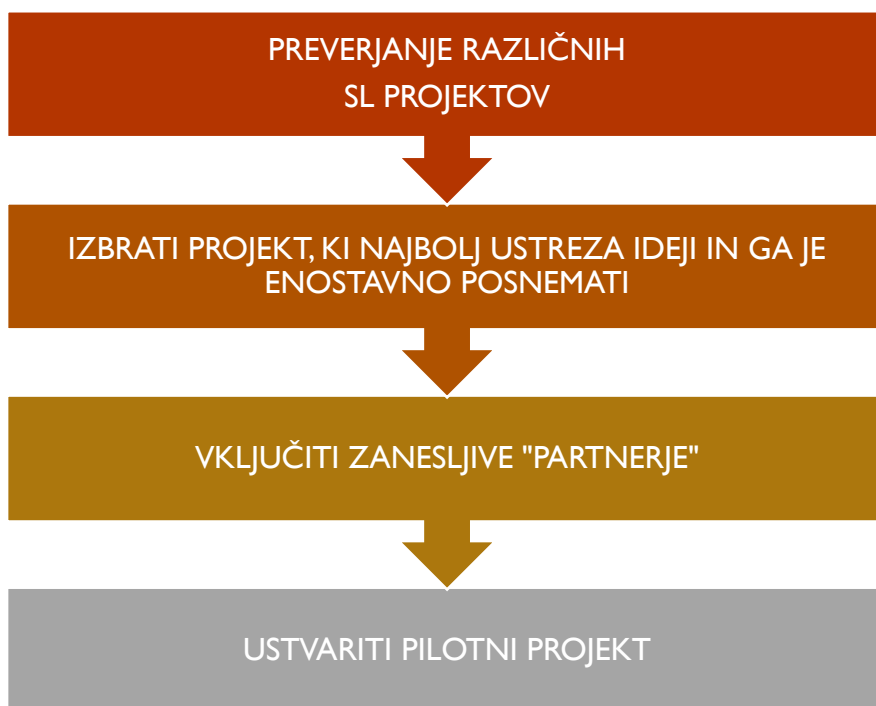 PREVERJANJE RAZLIČNIH
SL PROJEKTOV
IZBRATI PROJEKT, KI NAJBOLJ USTREZA IDEJI IN GA JE
ENOSTAVNO POSNEMATI
VKLJUČITI ZANESLJIVE "PARTNERJE"
USTVARITI PILOTNI PROJEKT